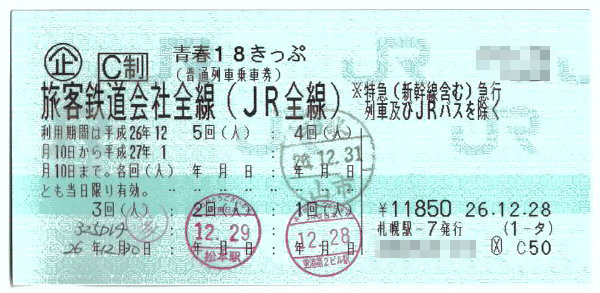 企 C制 青春18きっぷ
(普通列車乗車券)
旅客鉄道会社全線(JR全線) ※特急(新幹線含む)急行
列車及びJRバスを除く
利用期間は平成26年12 5回(人) : 4回(人) :
月10日から平成27年1
26.12.31
月10日まで。各回(人) 年 月 日: 年 月 日:
とも当日限り有効。
3回(人) : 2回(人) : 1回(人) ¥11850 26.12.28
325D19
12.29 12.28 札幌駅-7発行 (1-タ)
26年12月30日: 年 月 日: 年 月 日
松本駅
C50